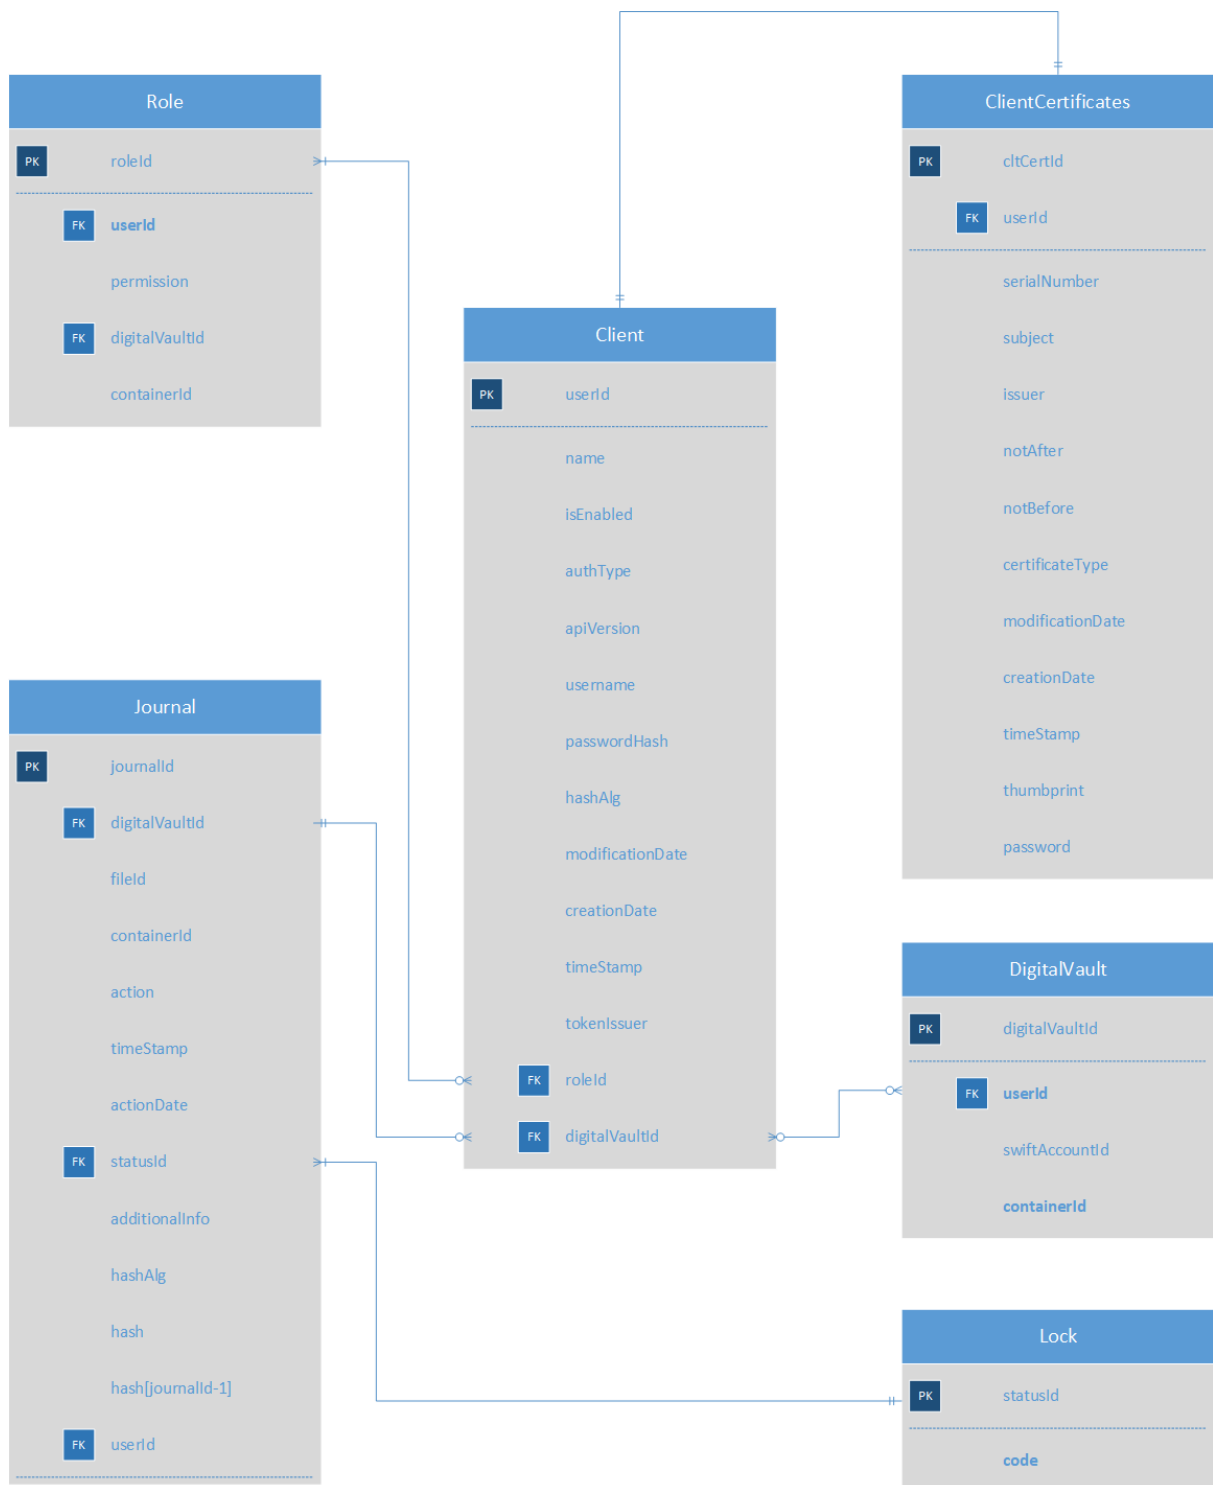 Role
PK roleId
FK userId
permission
FK digitalVaultId
containerId
ClientCertificates
PK cltCertId
FK userId
serialNumber
subject
issuer
notAfter
notBefore
certificateType
modificationDate
creationDate
timeStamp
thumbprint
password
Client
PK userId
name
isEnabled
authType
apiVersion
username
passwordHash
hashAlg
modificationDate
creationDate
timeStamp
tokenIssuer
FK roleId
FK digitalVaultId
Journal
PK journalId
FK digitalVaultId
fileId
containerId
action
timeStamp
actionDate
FK statusId
additionalInfo
hashAlg
hash
hash[journalId-1]
FK userId
DigitalVault
PK digitalVaultId
FK userId
swiftAccountId
containerId
Lock
PK statusId
code